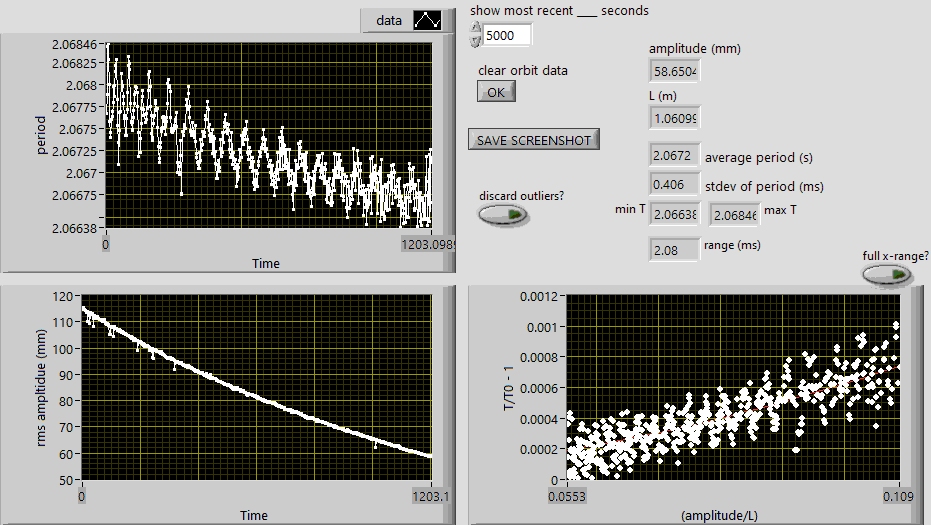 data
2.06846
2.06825
2.068
2.06775
2.0675
2.06725
2.067
2.06675
2.06638
period
0
1203.098
Time
show most recent ___ seconds
5000
clear orbit data
OK
SAVE SCREENSHOT
discard outliers?
amplitude (mm)
58.6504
L (m)
1.06099
2.0672 average period (s)
0.406 stdev of period (ms)
min T 2.06638 2.06846 max T
2.08 range (ms)
full x-range?
120
110
100
90
80
70
60
50
rms ampltidue (mm)
0
1203.1
Time
0.0012
0.001
0.0008
0.0006
0.0004
0.0002
0
T/T0 - 1
0.0553
0.109
(amplitude/L)